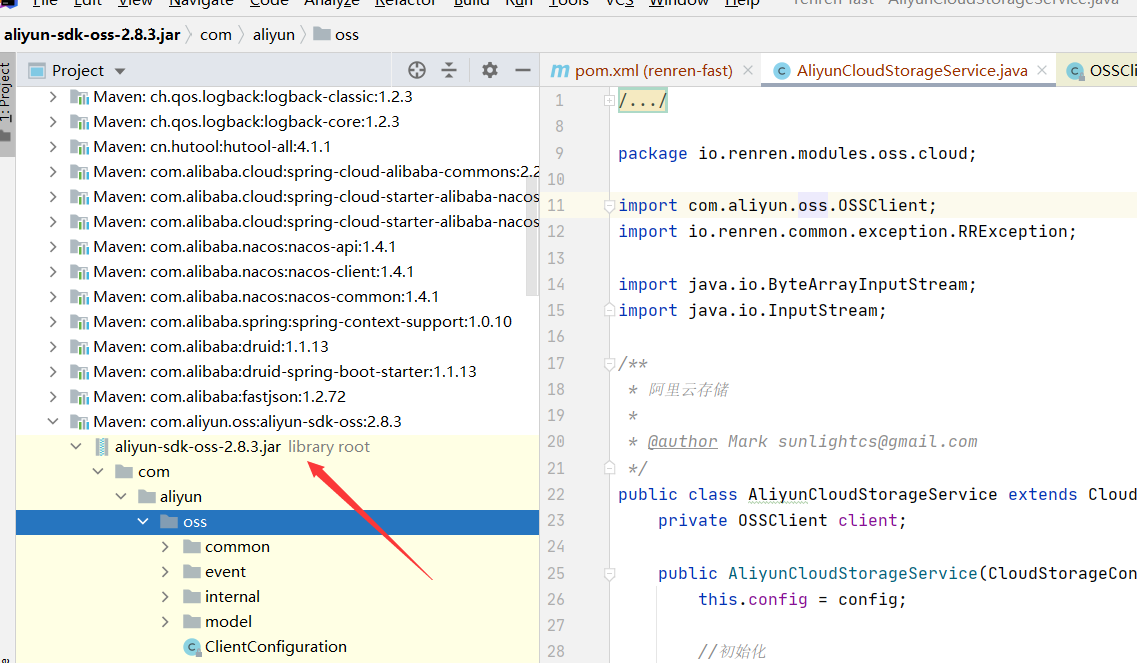 File Edit View Navigate Code Analyze Refactor Build Run Tools VCS Window Help renren-fast - AliyunCloudStorageService.java
aliyun-sdk-oss-2.8.3.jar com aliyun oss
1: Project
Project
pom.xml (renren-fast) AliyunCloudStorageService.java OSSCli
Maven: ch.qos.logback:logback-classic:1.2.3
Maven: ch.qos.logback:logback-core:1.2.3
Maven: cn.hutool:hutool-all:4.1.1
Maven: com.alibaba.cloud:spring-cloud-alibaba-commons:2.2
Maven: com.alibaba.cloud:spring-cloud-starter-alibaba-nacos
Maven: com.alibaba.cloud:spring-cloud-starter-alibaba-nacos
Maven: com.alibaba.nacos:nacos-api:1.4.1
Maven: com.alibaba.nacos:nacos-client:1.4.1
Maven: com.alibaba.nacos:nacos-common:1.4.1
Maven: com.alibaba.spring:spring-context-support:1.0.10
Maven: com.alibaba:druid:1.1.13
Maven: com.alibaba:druid-spring-boot-starter:1.1.13
Maven: com.alibaba:fastjson:1.2.72
Maven: com.aliyun.oss:aliyun-sdk-oss:2.8.3
aliyun-sdk-oss-2.8.3.jar library root
com
aliyun
oss
common
event
internal
model
ClientConfiguration
1 /.../
8
9 package io.renren.modules.oss.cloud;
10
11 import com.aliyun.oss.OSSClient;
12 import io.renren.common.exception.RRException;
13
14 import java.io.ByteArrayInputStream;
15 import java.io.InputStream;
16
17 /**
18 * 阿里云存储
19 *
20 * @author Mark sunlightcs@gmail.com
21 */
22 public class AliyunCloudStorageService extends Cloud
23 private OSSClient client;
24
25 public AliyunCloudStorageService(CloudStorageCon
26 this.config = config;
27
28 //初始化